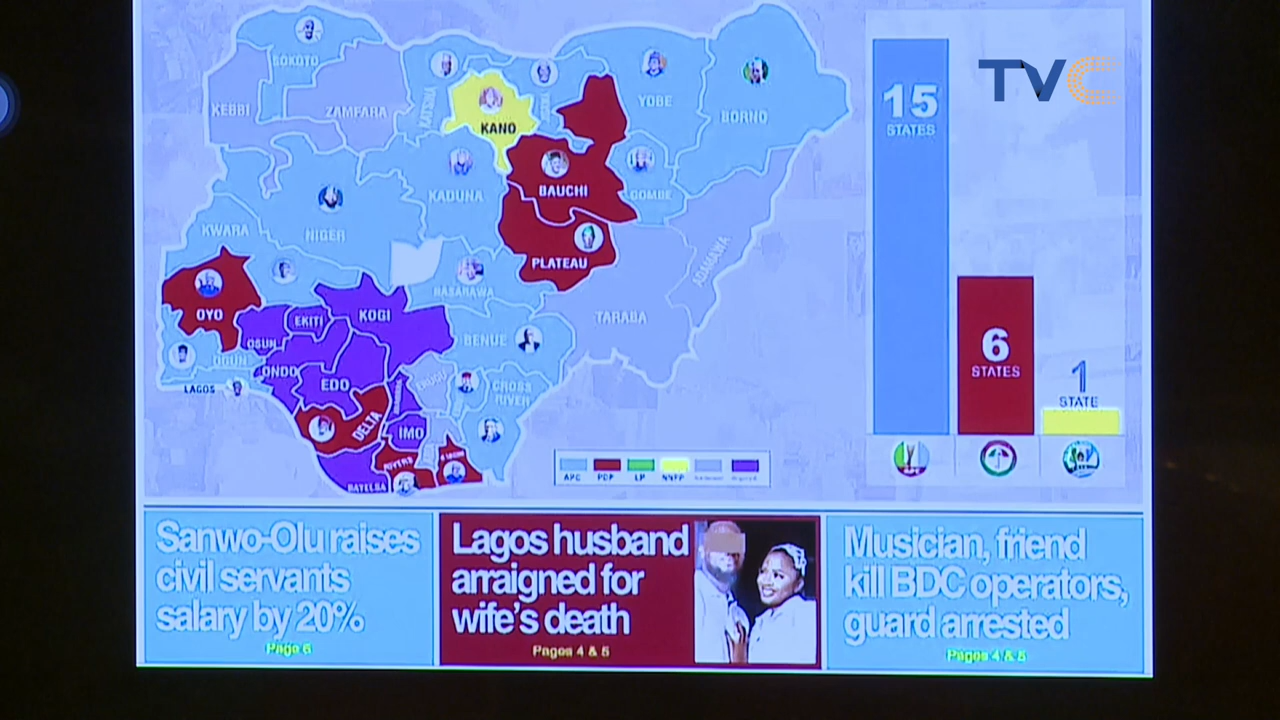 TVC
15
STATES
6
STATES
1
STATE
SOKOTO
KEBBI
ZAMFARA
KATSINA
KANO
YOBE
BORNO
BAUCHI
GOMBE
KADUNA
KWARA
NIGER
PLATEAU
ADAMAWA
NASARAWA
OYO
TARABA
KOGI
EKITI
OSUN
OGUN
BENUE
ONDO
EDO
ENUGU
CROSS
RIVER
LAGOS
DELTA
IMO
RIVERS
BAYELSA
APC
PDP
LP
NNPP
Sanwo-Olu raises
civil servants
salary by 20%
Page 6
Lagos husband
arraigned for
wife's death
Pages 4 & 5
Musician, friend
kill BDC operators,
guard arrested
Pages 4 & 5